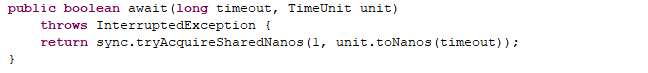 public boolean await(long timeout, TimeUnit unit)
    throws InterruptedException {
    return sync.tryAcquireSharedNanos(1, unit.toNanos(timeout));
}